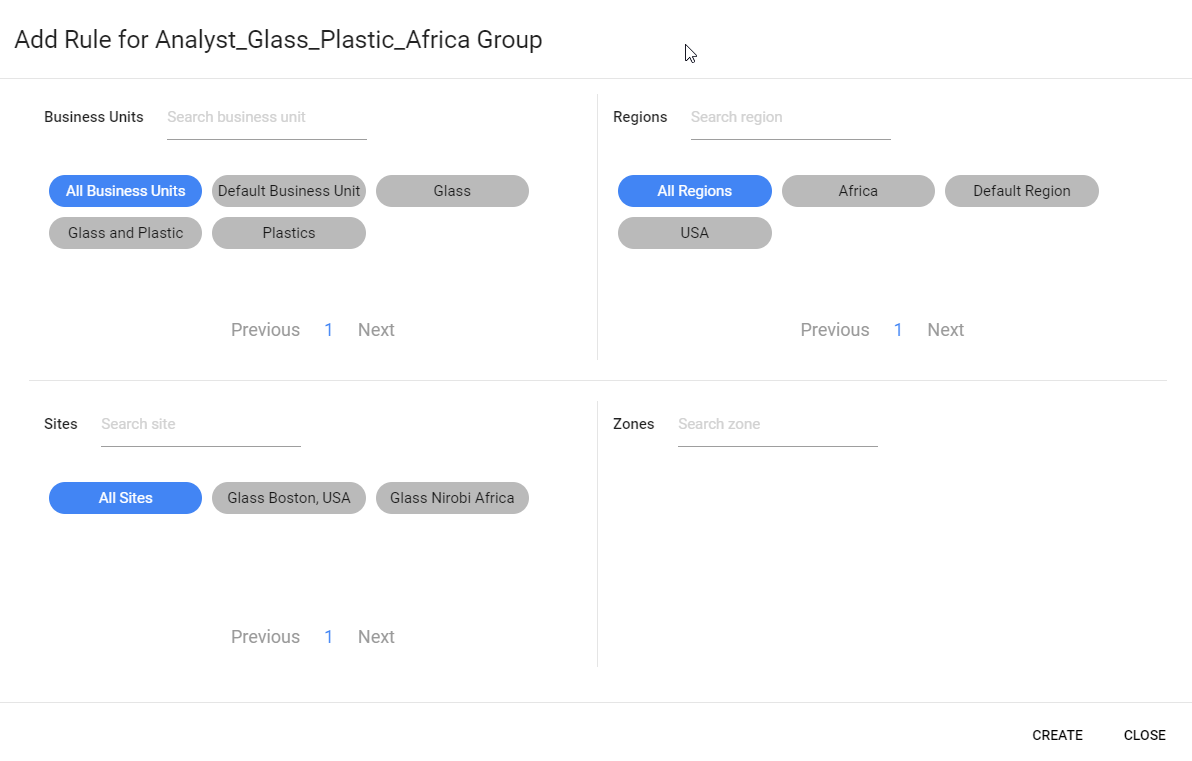 Add Rule for Analyst_Glass_Plastic_Africa Group
Business Units Search business unit
All Business Units Default Business Unit Glass
Glass and Plastic Plastics
Previous 1 Next
Regions Search region
All Regions Africa Default Region
USA
Previous 1 Next
Sites Search site
All Sites Glass Boston, USA Glass Nirobi Africa
Previous 1 Next
Zones Search zone
CREATE CLOSE